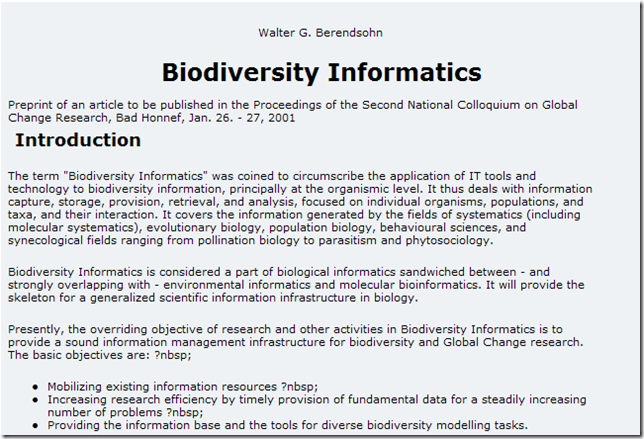 Walter G. Berendsohn
Biodiversity Informatics
Preprint of an article to be published in the Proceedings of the Second National Colloquium on Global
Change Research, Bad Honnef, Jan. 26. - 27, 2001
Introduction
The term "Biodiversity Informatics" was coined to circumscribe the application of IT tools and
technology to biodiversity information, principally at the organismic level. It thus deals with information
capture, storage, provision, retrieval, and analysis, focused on individual organisms, populations, and
taxa, and their interaction. It covers the information generated by the fields of systematics (including
molecular systematics), evolutionary biology, population biology, behavioural sciences, and
synecological fields ranging from pollination biology to parasitism and phytosociology.
Biodiversity Informatics is considered a part of biological informatics sandwiched between - and
strongly overlapping with - environmental informatics and molecular bioinformatics. It will provide the
skeleton for a generalized scientific information infrastructure in biology.
Presently, the overriding objective of research and other activities in Biodiversity Informatics is to
provide a sound information management infrastructure for biodiversity and Global Change research.
The basic objectives are: ?nbsp;
• Mobilizing existing information resources ?nbsp;
• Increasing research efficiency by timely provision of fundamental data for a steadily increasing
number of problems ?nbsp;
• Providing the information base and the tools for diverse biodiversity modelling tasks.